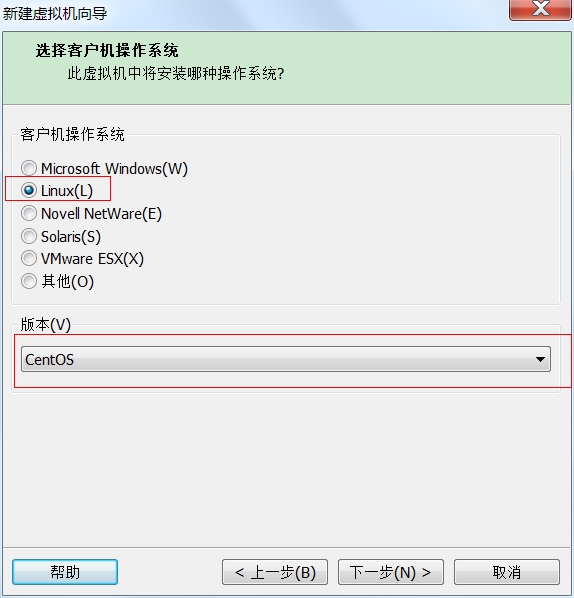 新建虚拟机向导
选择客户机操作系统
此虚拟机中将安装哪种操作系统?
客户机操作系统
Microsoft Windows(W)
Linux(L)
Novell NetWare(E)
Solaris(S)
VMware ESX(X)
其他(O)
版本(V)
CentOS
帮助
< 上一步(B)
下一步(N) >
取消